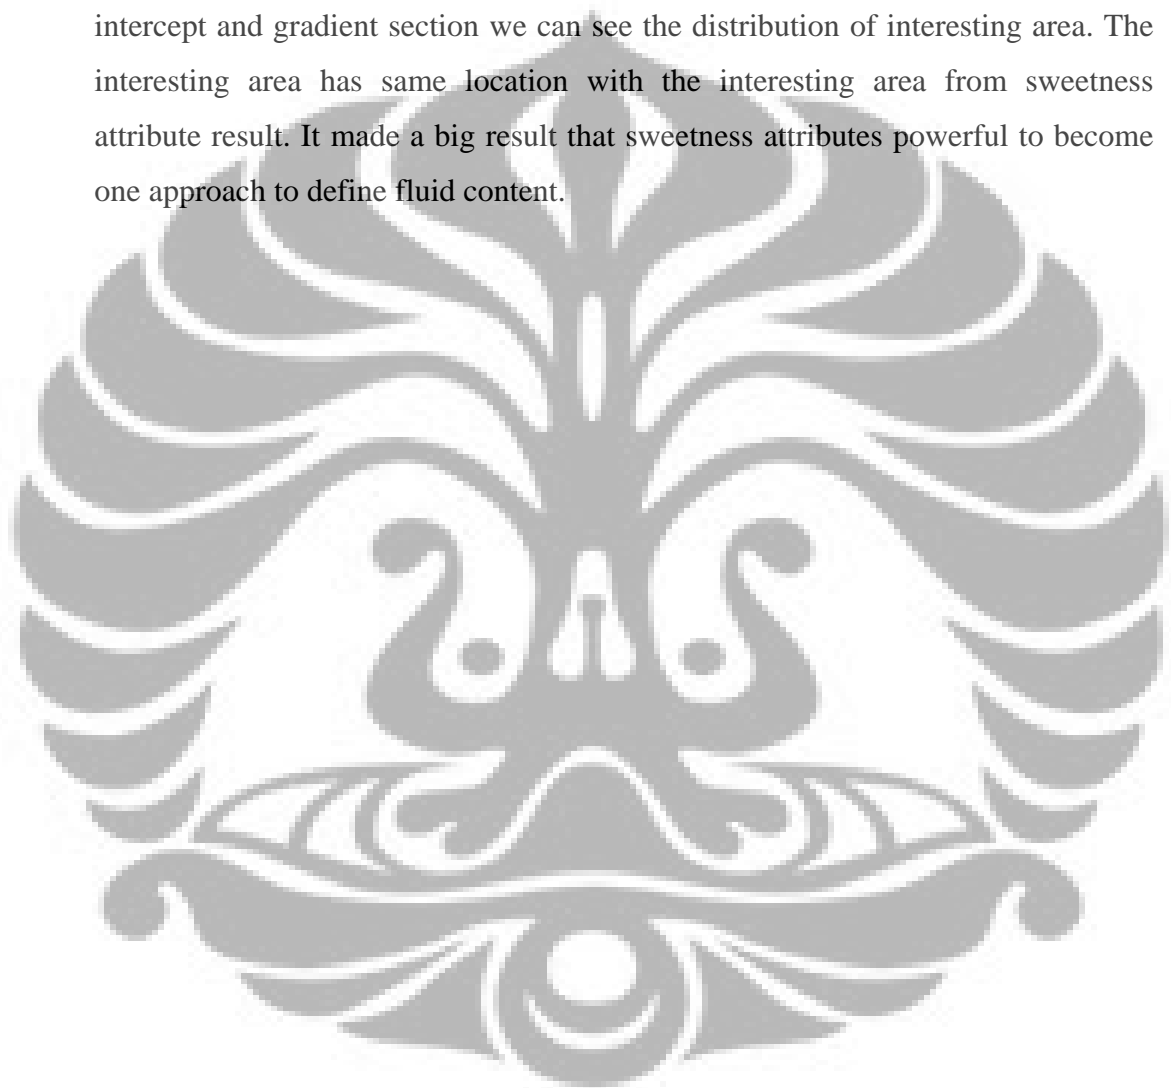 intercept and gradient section we can see the distribution of interesting area. The
interesting area has same location with the interesting area from sweetness
attribute result. It made a big result that sweetness attributes powerful to become
one approach to define fluid content.